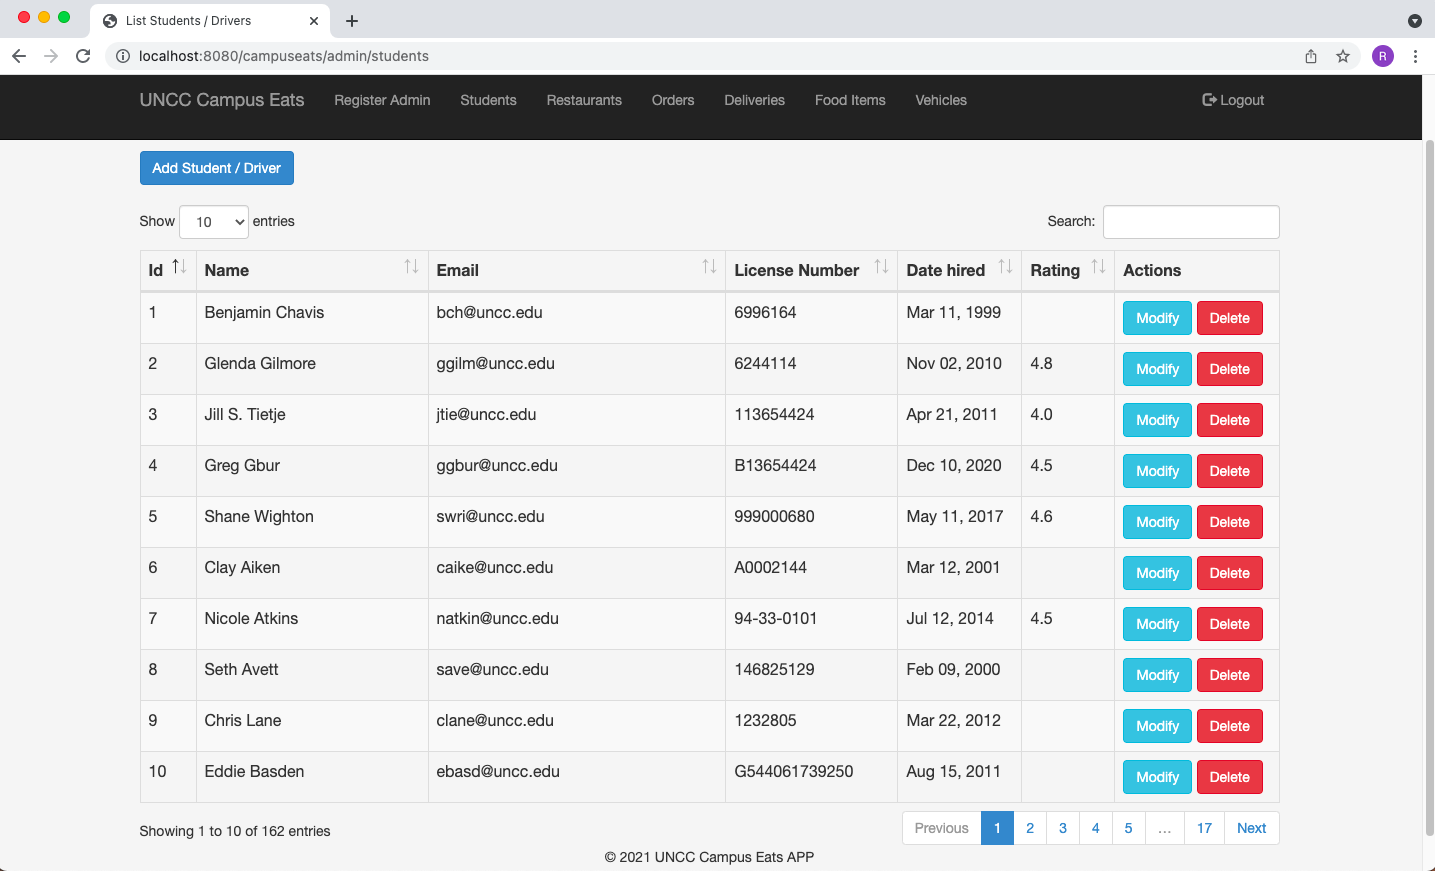 List Students / Drivers
localhost:8080/campuseats/admin/students
R
UNCC Campus Eats Register Admin Students Restaurants Orders Deliveries Food Items Vehicles Logout
Add Student / Driver
Show 10 entries Search:
Id Name Email License Number Date hired Rating Actions
1 Benjamin Chavis bch@uncc.edu 6996164 Mar 11, 1999 Modify Delete
2 Glenda Gilmore ggilm@uncc.edu 6244114 Nov 02, 2010 4.8 Modify Delete
3 Jill S. Tietje jtie@uncc.edu 113654424 Apr 21, 2011 4.0 Modify Delete
4 Greg Gbur ggbur@uncc.edu B13654424 Dec 10, 2020 4.5 Modify Delete
5 Shane Wighton swri@uncc.edu 999000680 May 11, 2017 4.6 Modify Delete
6 Clay Aiken caike@uncc.edu A0002144 Mar 12, 2001 Modify Delete
7 Nicole Atkins natkin@uncc.edu 94-33-0101 Jul 12, 2014 4.5 Modify Delete
8 Seth Avett save@uncc.edu 146825129 Feb 09, 2000 Modify Delete
9 Chris Lane clane@uncc.edu 1232805 Mar 22, 2012 Modify Delete
10 Eddie Basden ebasd@uncc.edu G544061739250 Aug 15, 2011 Modify Delete
Showing 1 to 10 of 162 entries Previous 1 2 3 4 5 … 17 Next
© 2021 UNCC Campus Eats APP